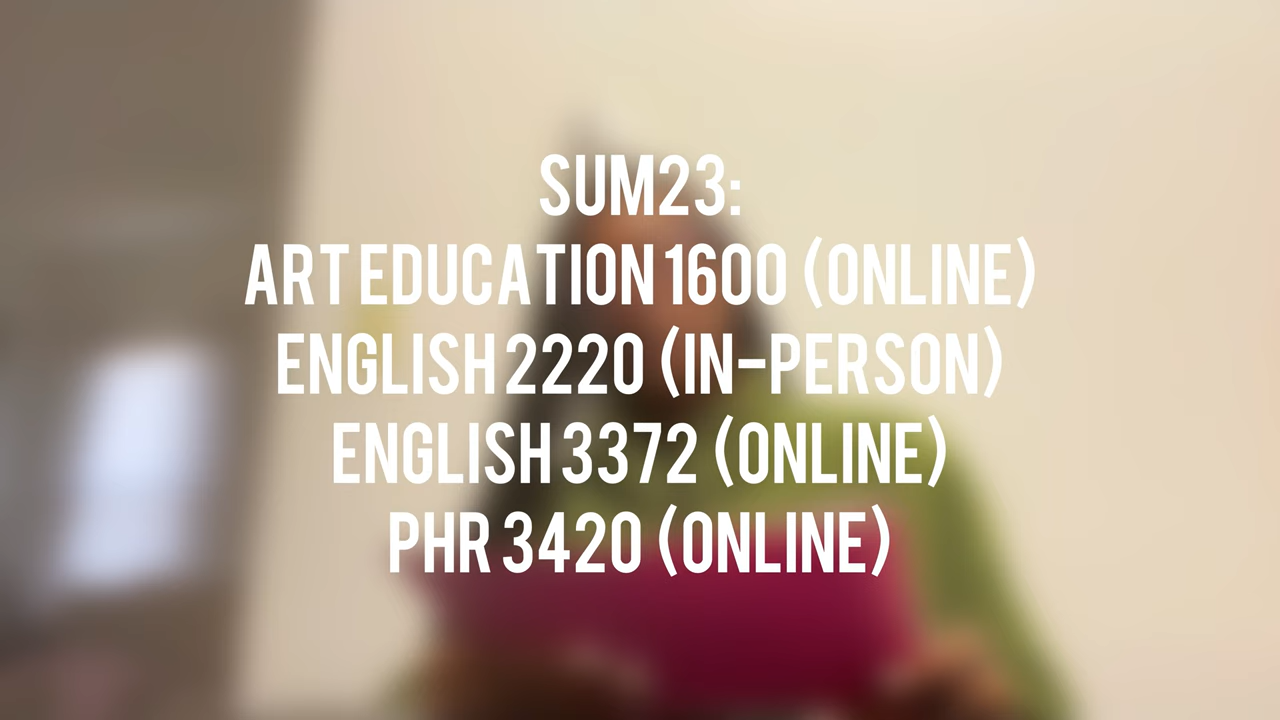 SUM23:
ART EDUCATION 1600 (ONLINE)
ENGLISH 2220 (IN-PERSON)
ENGLISH 3372 (ONLINE)
PHR 3420 (ONLINE)